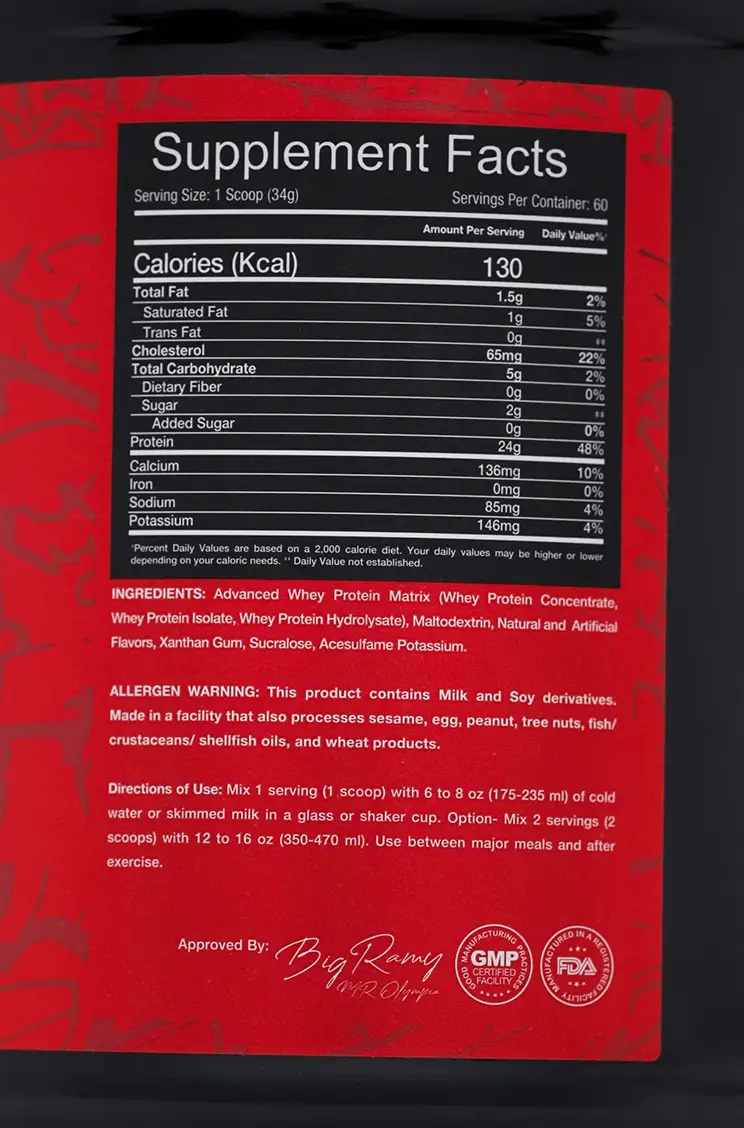 Supplement Facts
Serving Size: 1 Scoop (34g) Servings Per Container: 60
Amount Per Serving Daily Value%*
Calories (Kcal) 130
Total Fat 1.5g 2%
Saturated Fat 1g 5%
Trans Fat 0g **
Cholesterol 65mg 22%
Total Carbohydrate 5g 2%
Dietary Fiber 0g 0%
Sugar 2g **
Added Sugar 0g 0%
Protein 24g 48%
Calcium 136mg 10%
Iron 0mg 0%
Sodium 85mg 4%
Potassium 146mg 4%
*Percent Daily Values are based on a 2,000 calorie diet. Your daily values may be higher or lower
depending on your caloric needs. ** Daily Value not established.
INGREDIENTS: Advanced Whey Protein Matrix (Whey Protein Concentrate,
Whey Protein Isolate, Whey Protein Hydrolysate), Maltodextrin, Natural and Artificial
Flavors, Xanthan Gum, Sucralose, Acesulfame Potassium.
ALLERGEN WARNING: This product contains Milk and Soy derivatives.
Made in a facility that also processes sesame, egg, peanut, tree nuts, fish/
crustaceans/ shellfish oils, and wheat products.
Directions of Use: Mix 1 serving (1 scoop) with 6 to 8 oz (175-235 ml) of cold
water or skimmed milk in a glass or shaker cup. Option- Mix 2 servings (2
scoops) with 12 to 16 oz (350-470 ml). Use between major meals and after
exercise.
Approved By: Big Ramy
MR Olympia
GOOD MANUFACTURING PRACTICES
GMP
CERTIFIED
FACILITY
MANUFACTURED IN A REGISTERED FACILITY
FDA